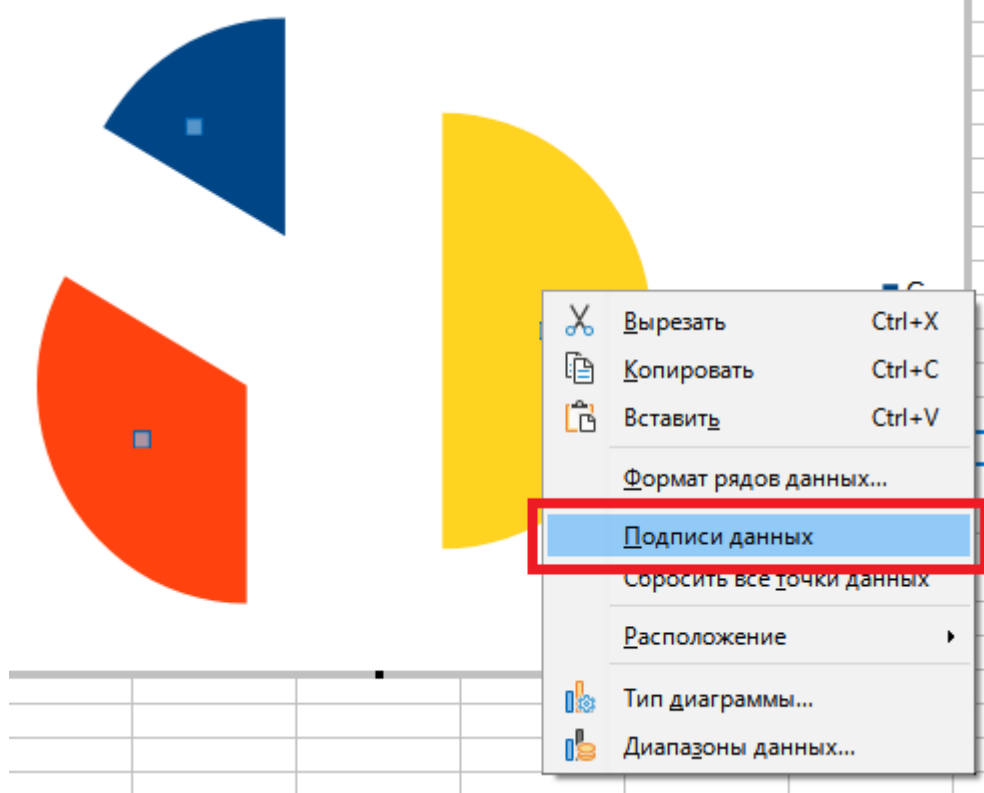 Вырезать Ctrl+X
Копировать Ctrl+C
Вставить Ctrl+V
Формат рядов данных...
Подписи данных
Сбросить все точки данных
Расположение
Тип диаграммы...
Диапазоны данных...